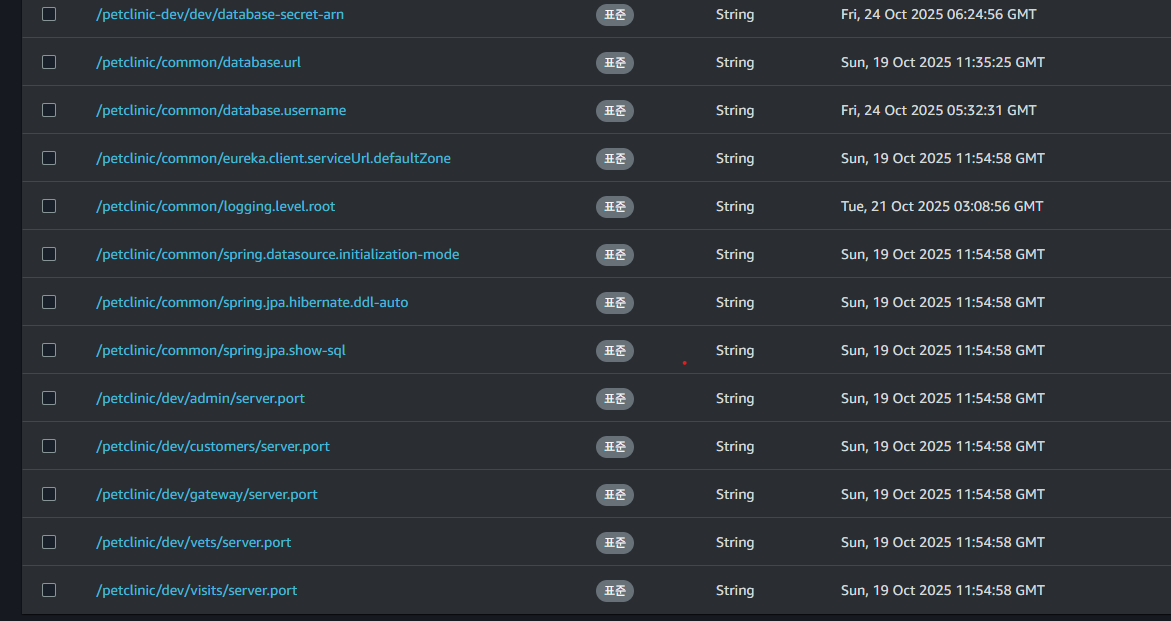 /petclinic-dev/dev/database-secret-arn 표준 String Fri, 24 Oct 2025 06:24:56 GMT
/petclinic/common/database.url 표준 String Sun, 19 Oct 2025 11:35:25 GMT
/petclinic/common/database.username 표준 String Fri, 24 Oct 2025 05:32:31 GMT
/petclinic/common/eureka.client.serviceUrl.defaultZone 표준 String Sun, 19 Oct 2025 11:54:58 GMT
/petclinic/common/logging.level.root 표준 String Tue, 21 Oct 2025 03:08:56 GMT
/petclinic/common/spring.datasource.initialization-mode 표준 String Sun, 19 Oct 2025 11:54:58 GMT
/petclinic/common/spring.jpa.hibernate.ddl-auto 표준 String Sun, 19 Oct 2025 11:54:58 GMT
/petclinic/common/spring.jpa.show-sql 표준 String Sun, 19 Oct 2025 11:54:58 GMT
/petclinic/dev/admin/server.port 표준 String Sun, 19 Oct 2025 11:54:58 GMT
/petclinic/dev/customers/server.port 표준 String Sun, 19 Oct 2025 11:54:58 GMT
/petclinic/dev/gateway/server.port 표준 String Sun, 19 Oct 2025 11:54:58 GMT
/petclinic/dev/vets/server.port 표준 String Sun, 19 Oct 2025 11:54:58 GMT
/petclinic/dev/visits/server.port 표준 String Sun, 19 Oct 2025 11:54:58 GMT